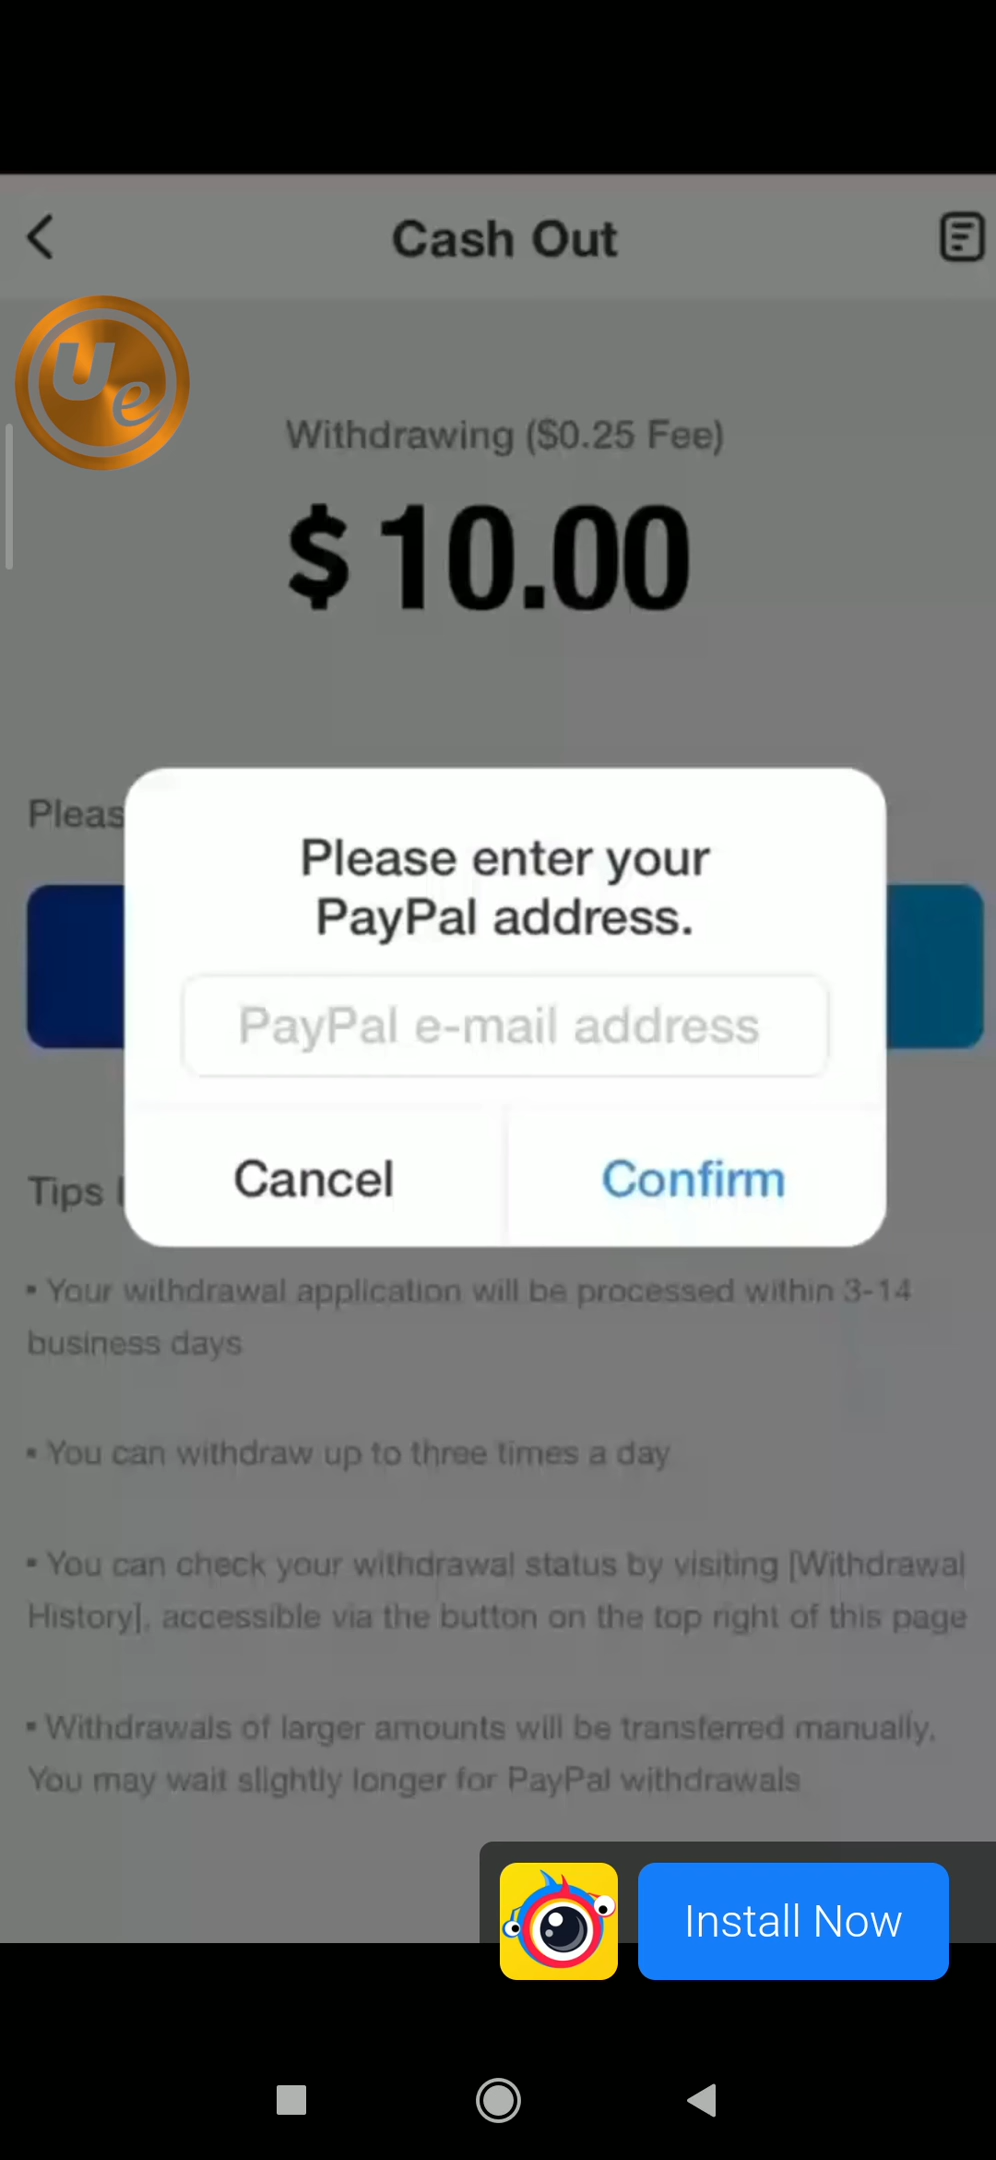 Cash Out
Ue
Withdrawing ($0.25 Fee)
$ 10.00
Pleas
Please enter your
PayPal address.
PayPal e-mail address
Cancel
Confirm
Tips
• Your withdrawal application will be processed within 3-14
business days
• You can withdraw up to three times a day
• You can check your withdrawal status by visiting [Withdrawal
History], accessible via the button on the top right of this page
• Withdrawals of larger amounts will be transferred manually,
You may wait slightly longer for PayPal withdrawals
Install Now